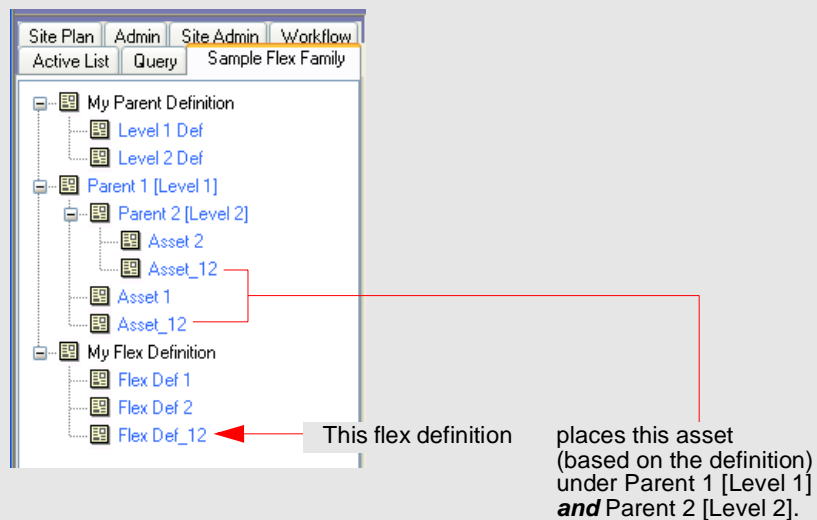 Site Plan Admin Site Admin Workflow
Active List Query Sample Flex Family
My Parent Definition
Level 1 Def
Level 2 Def
Parent 1 [Level 1]
Parent 2 [Level 2]
Asset 2
Asset_12
Asset 1
Asset_12
My Flex Definition
Flex Def 1
Flex Def 2
Flex Def_12
This flex definition
places this asset
(based on the definition)
under Parent 1 [Level 1]
and Parent 2 [Level 2].